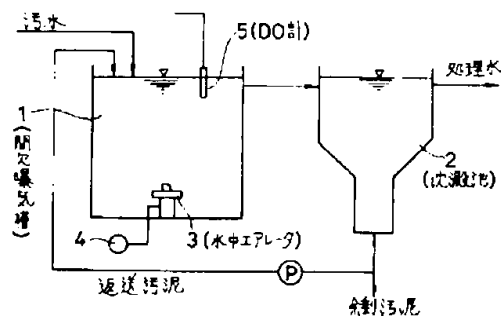 汚水
5(DO計)
処理水
1
(間欠曝気槽)
2
(沈澱池)
4
3(水中エアレータ)
P
返送汚泥
余剰汚泥